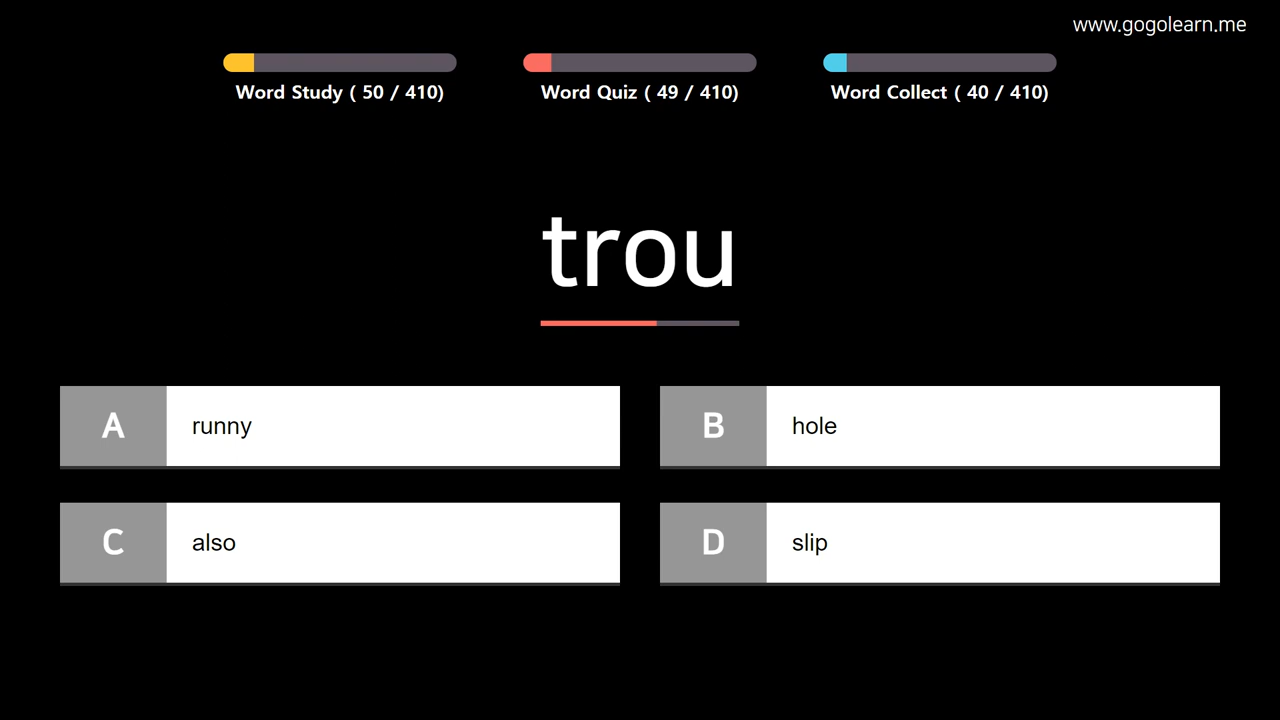 www.gogolearn.me
Word Study ( 50 / 410)
Word Quiz ( 49 / 410)
Word Collect ( 40 / 410)
trou
A runny
B hole
C also
D slip